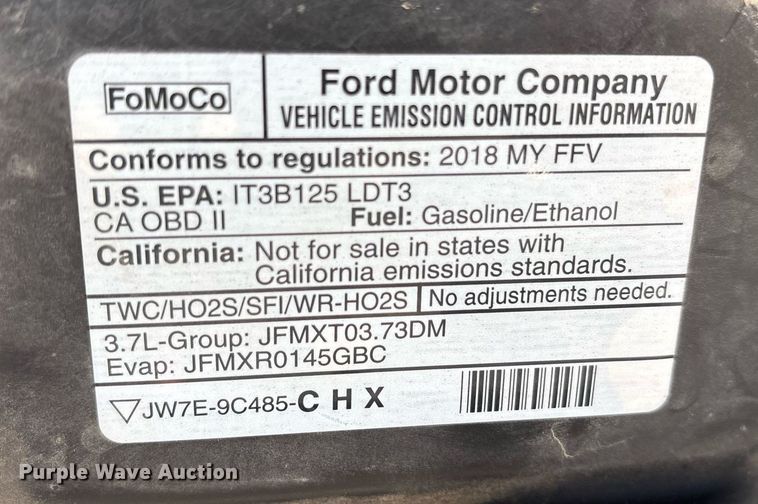 FoMoCo
Ford Motor Company
VEHICLE EMISSION CONTROL INFORMATION
Conforms to regulations: 2018 MY FFV
U.S. EPA: IT3B125 LDT3
CA OBD II Fuel: Gasoline/Ethanol
California: Not for sale in states with
California emissions standards.
TWC/HO2S/SFI/WR-HO2S No adjustments needed.
3.7L-Group: JFMXT03.73DM
Evap: JFMXR0145GBC
JW7E-9C485-CHX
Purple Wave Auction